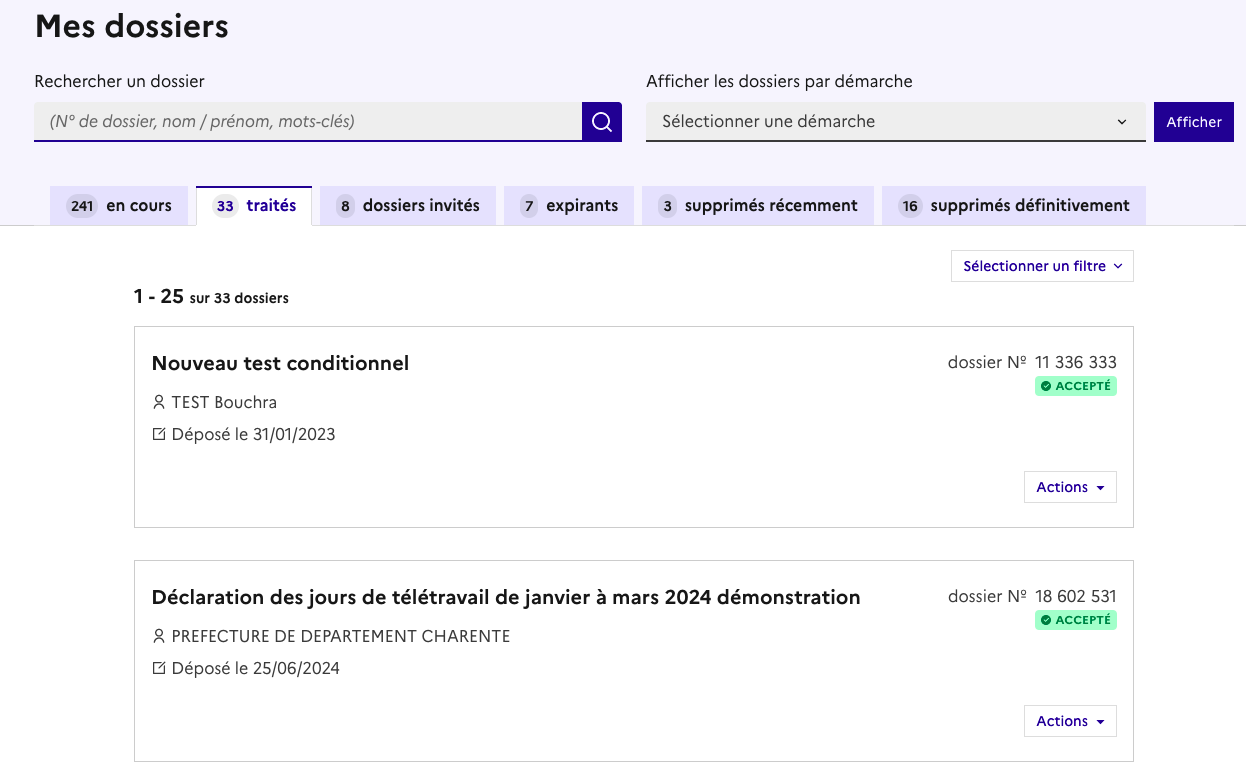 Mes dossiers
Rechercher un dossier
Afficher les dossiers par démarche
(N° de dossier, nom / prénom, mots-clés)
Sélectionner une démarche
Afficher
241 en cours
33 traités
8 dossiers invités
7 expirants
3 supprimés récemment
16 supprimés définitivement
Sélectionner un filtre
1 - 25 sur 33 dossiers
Nouveau test conditionnel
dossier Nº 11 336 333
ACCEPTÉ
TEST Bouchra
Déposé le 31/01/2023
Actions
Déclaration des jours de télétravail de janvier à mars 2024 démonstration
dossier Nº 18 602 531
ACCEPTÉ
PREFECTURE DE DEPARTEMENT CHARENTE
Déposé le 25/06/2024
Actions